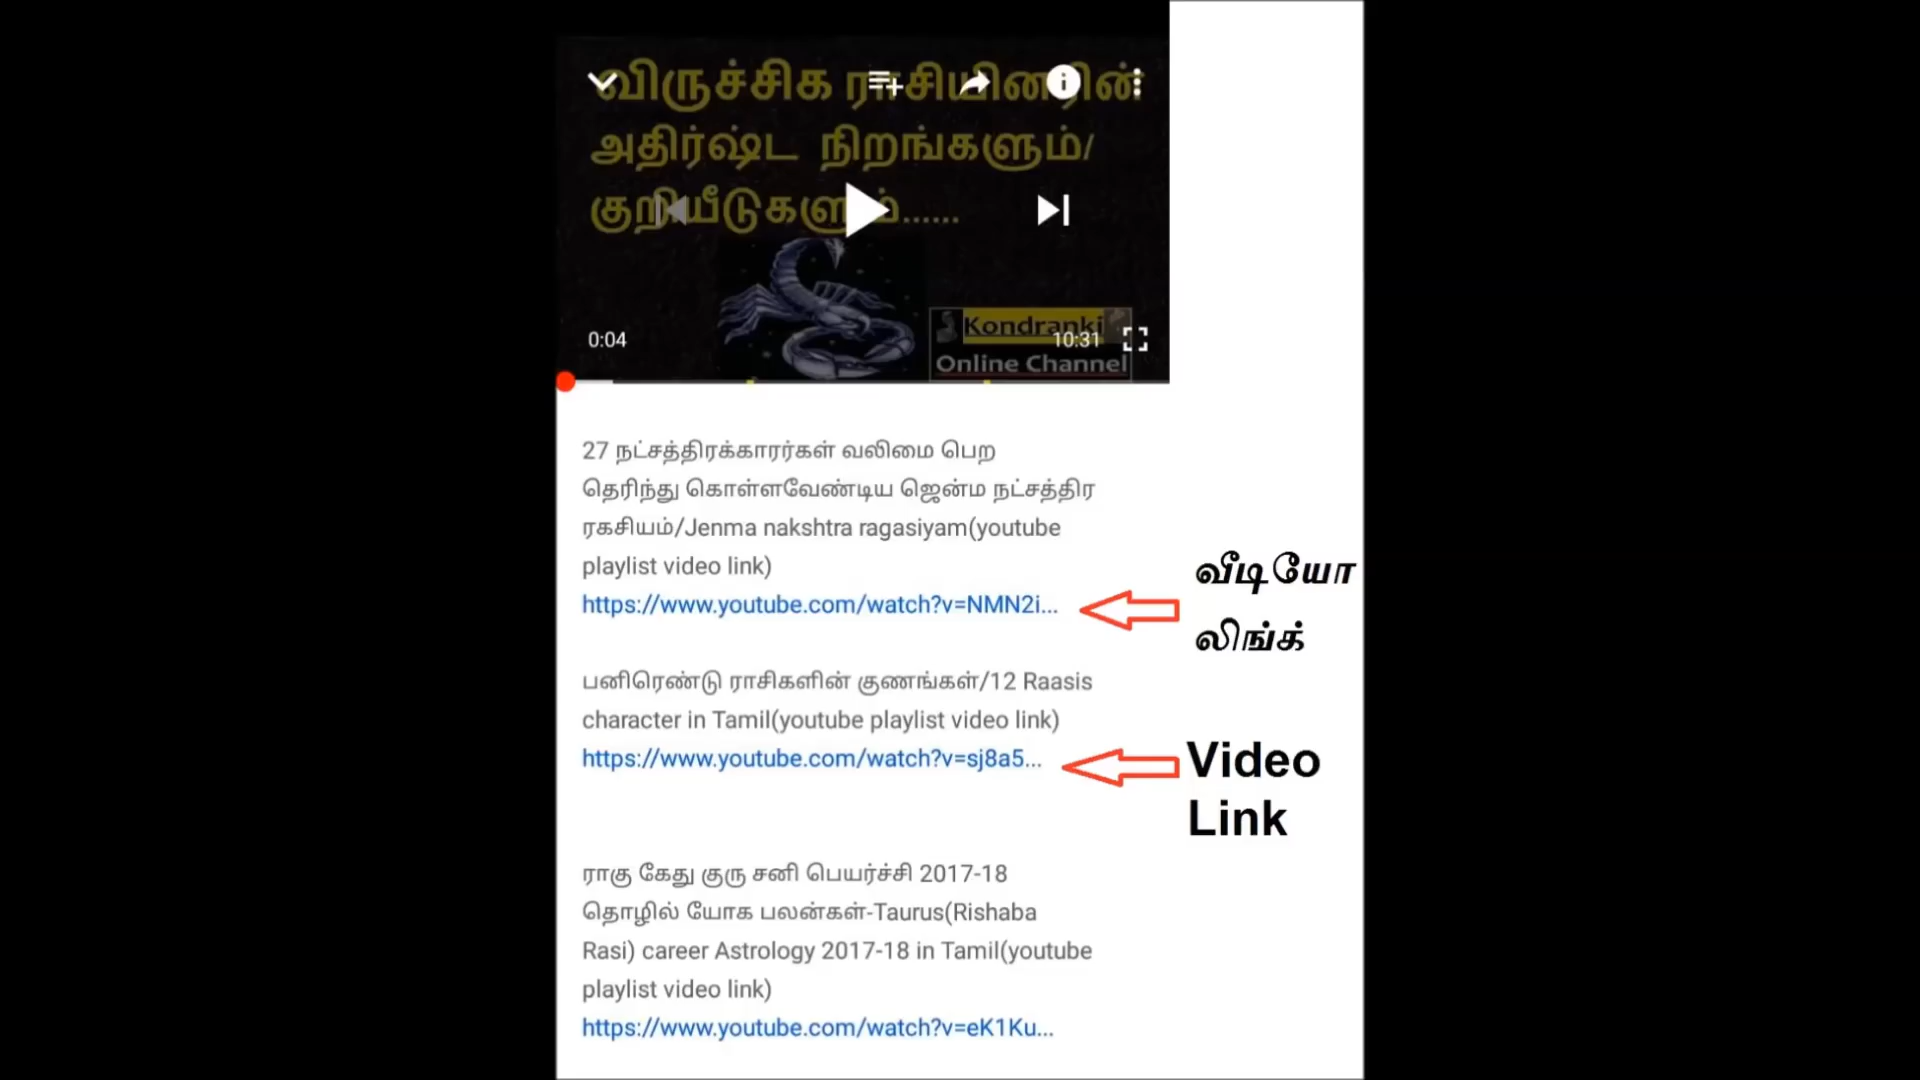 விருச்சிக ராசியினரின்
அதிர்ஷ்ட நிறங்களும்/
குறியீடுகளும்......
Kondranki
0:04
10:31
Online Channel
27 நட்சத்திரக்காரர்கள் வலிமை பெற
தெரிந்து கொள்ளவேண்டிய ஜென்ம நட்சத்திர
ரகசியம்/Jenma nakshtra ragasiyam(youtube
playlist video link)
https://www.youtube.com/watch?v=NMN2i...
வீடியோ
லிங்க்
பனிரெண்டு ராசிகளின் குணங்கள்/12 Raasis
character in Tamil(youtube playlist video link)
https://www.youtube.com/watch?v=sj8a5...
Video
Link
ராகு கேது குரு சனி பெயர்ச்சி 2017-18
தொழில் யோக பலன்கள்-Taurus(Rishaba
Rasi) career Astrology 2017-18 in Tamil(youtube
playlist video link)
https://www.youtube.com/watch?v=eK1Ku...